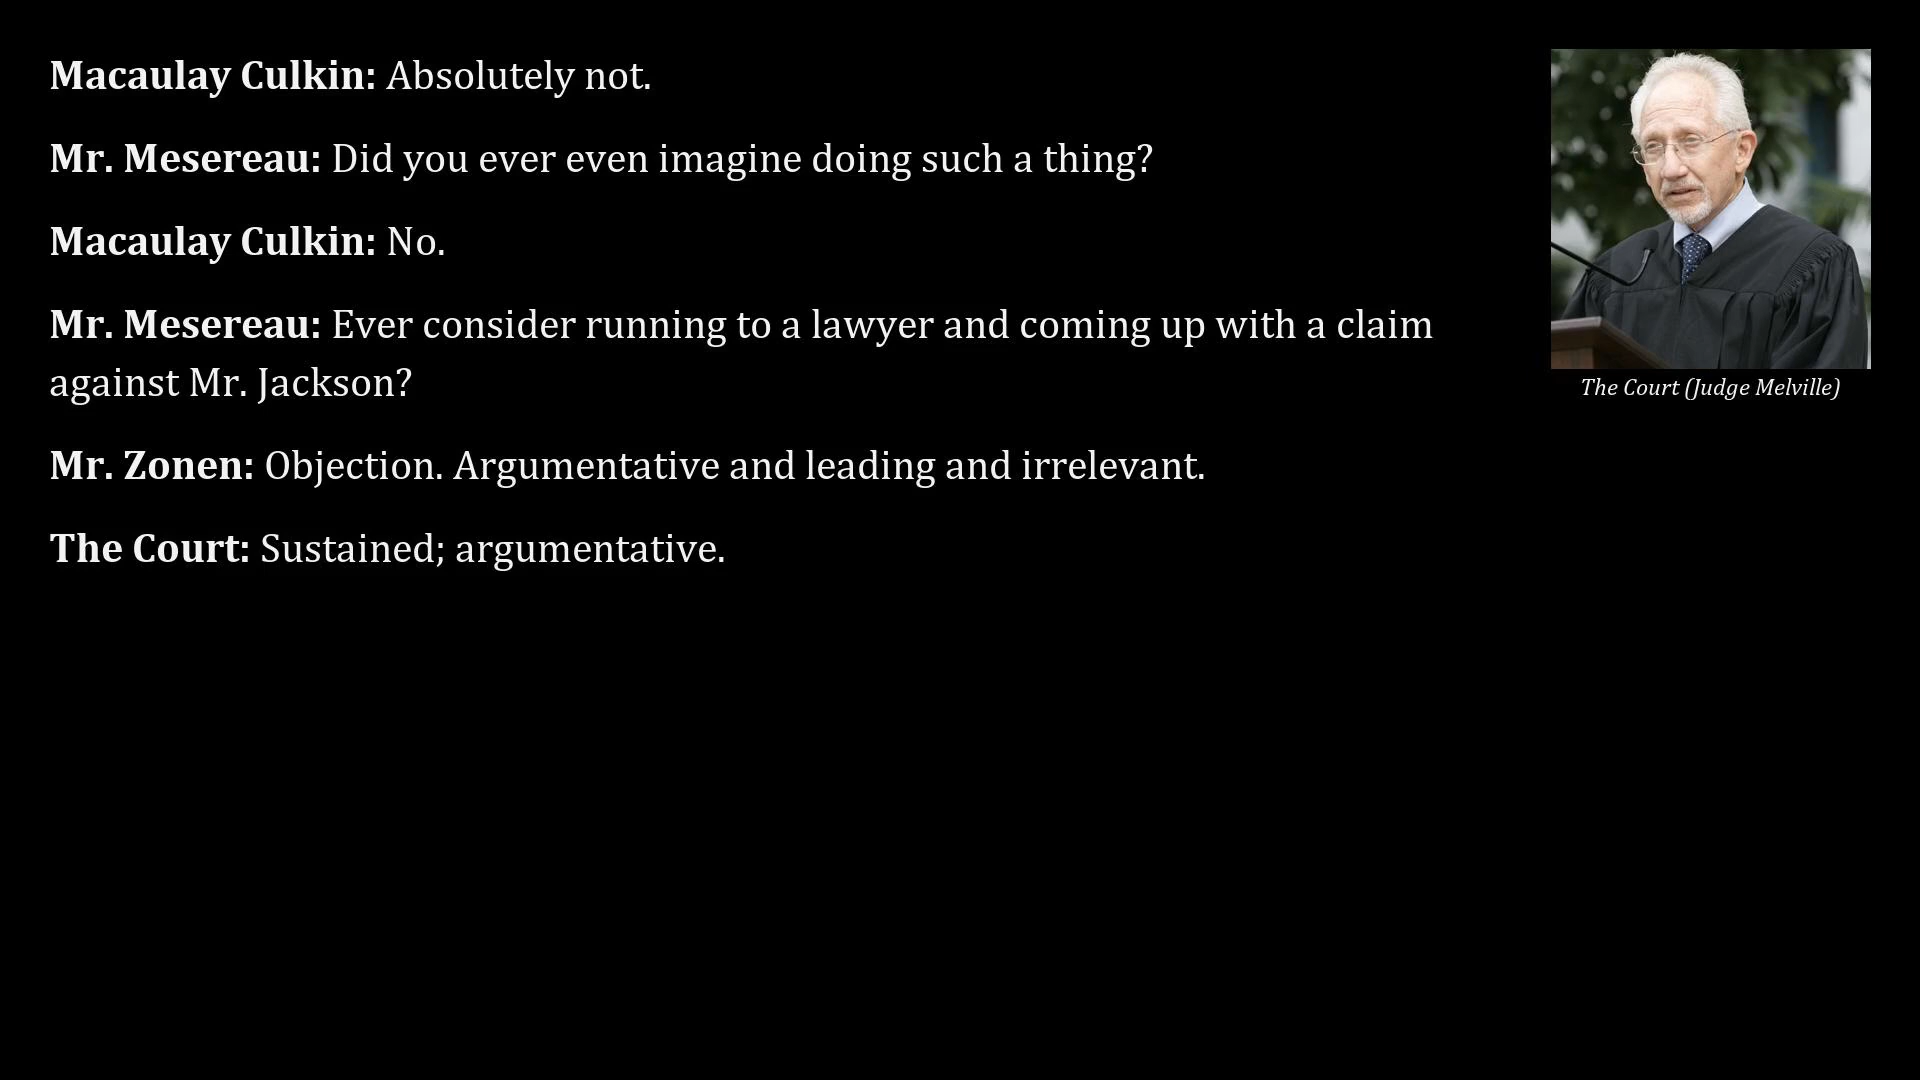 Macaulay Culkin: Absolutely not.
Mr. Mesereau: Did you ever even imagine doing such a thing?
Macaulay Culkin: No.
Mr. Mesereau: Ever consider running to a lawyer and coming up with a claim
against Mr. Jackson?
Mr. Zonen: Objection. Argumentative and leading and irrelevant.
The Court: Sustained; argumentative.
The Court (Judge Melville)